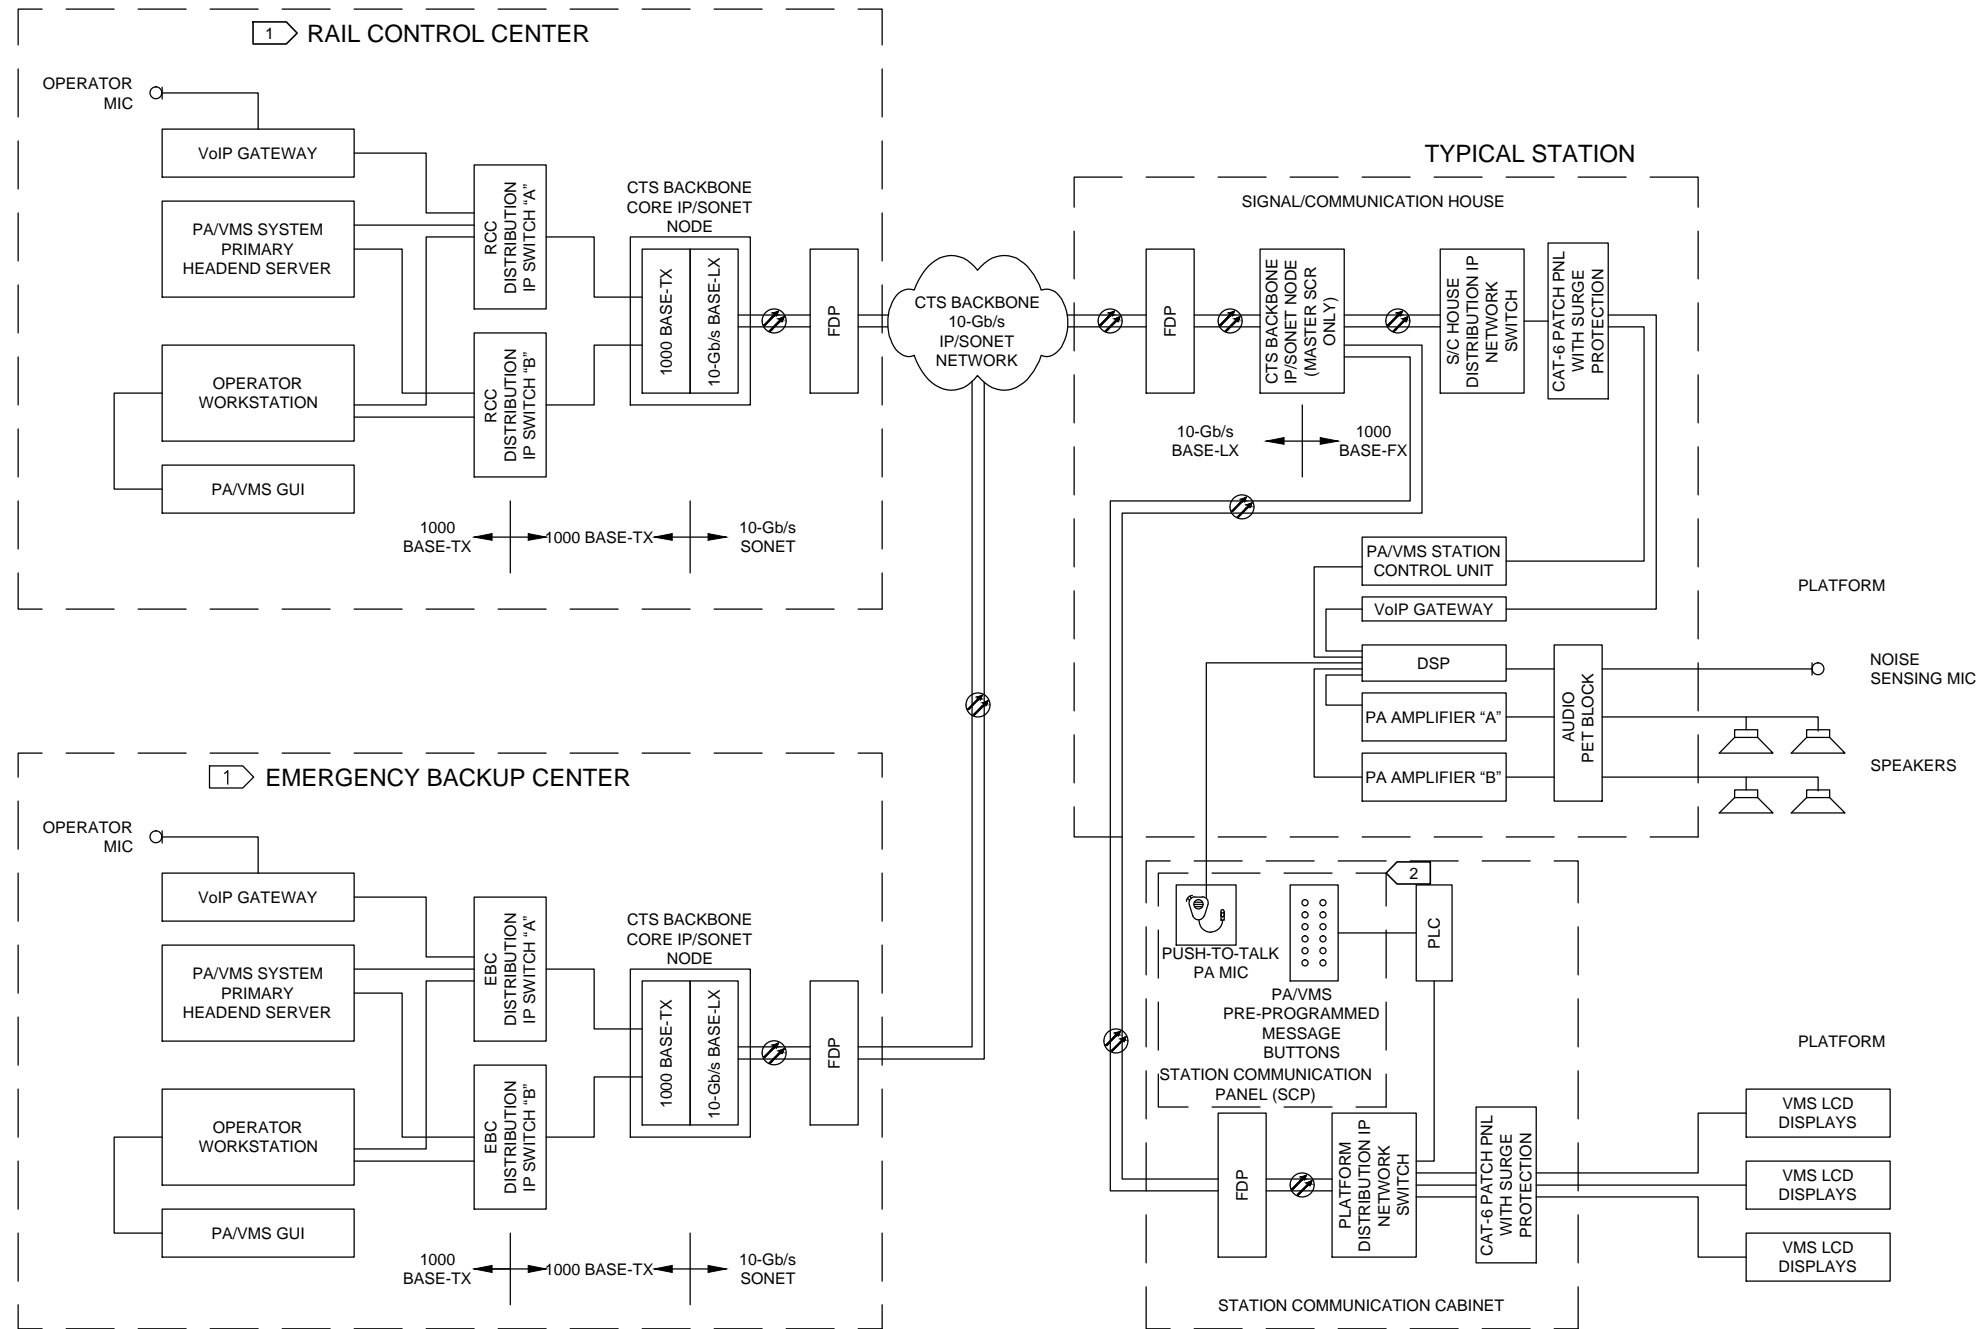 1
RAIL CONTROL CENTER
OPERATOR
MIC
VoIP GATEWAY
PA/VMS SYSTEM
PRIMARY
HEADEND SERVER
OPERATOR
WORKSTATION
PA/VMS GUI
RCC
DISTRIBUTION
IP SWITCH "A"
RCC
DISTRIBUTION
IP SWITCH "B"
CTS BACKBONE
CORE IP/SONET
NODE
1000 BASE-TX
10-Gb/s BASE-LX
FDP
1000
BASE-TX
1000 BASE-TX
10-Gb/s
SONET
CTS BACKBONE
10-Gb/s
IP/SONET
NETWORK
TYPICAL STATION
SIGNAL/COMMUNICATION HOUSE
FDP
CTS BACKBONE
IP/SONET NODE
(MASTER SCR
ONLY)
S/C HOUSE
DISTRIBUTION IP
NETWORK
SWITCH
CAT-6 PATCH PNL
WITH SURGE
PROTECTION
10-Gb/s
BASE-LX
1000
BASE-FX
PA/VMS STATION
CONTROL UNIT
VoIP GATEWAY
DSP
PA AMPLIFIER "A"
PA AMPLIFIER "B"
AUDIO
PET BLOCK
PLATFORM
NOISE
SENSING MIC
SPEAKERS
1
EMERGENCY BACKUP CENTER
OPERATOR
MIC
VoIP GATEWAY
PA/VMS SYSTEM
PRIMARY
HEADEND SERVER
OPERATOR
WORKSTATION
PA/VMS GUI
EBC
DISTRIBUTION
IP SWITCH "A"
EBC
DISTRIBUTION
IP SWITCH "B"
CTS BACKBONE
CORE IP/SONET
NODE
1000 BASE-TX
10-Gb/s BASE-LX
FDP
1000
BASE-TX
1000 BASE-TX
10-Gb/s
SONET
2
PUSH-TO-TALK
PA MIC
PA/VMS
PRE-PROGRAMMED
MESSAGE
BUTTONS
PLC
STATION COMMUNICATION
PANEL (SCP)
FDP
PLATFORM
DISTRIBUTION IP
NETWORK
SWITCH
CAT-6 PATCH PNL
WITH SURGE
PROTECTION
STATION COMMUNICATION CABINET
PLATFORM
VMS LCD
DISPLAYS
VMS LCD
DISPLAYS
VMS LCD
DISPLAYS